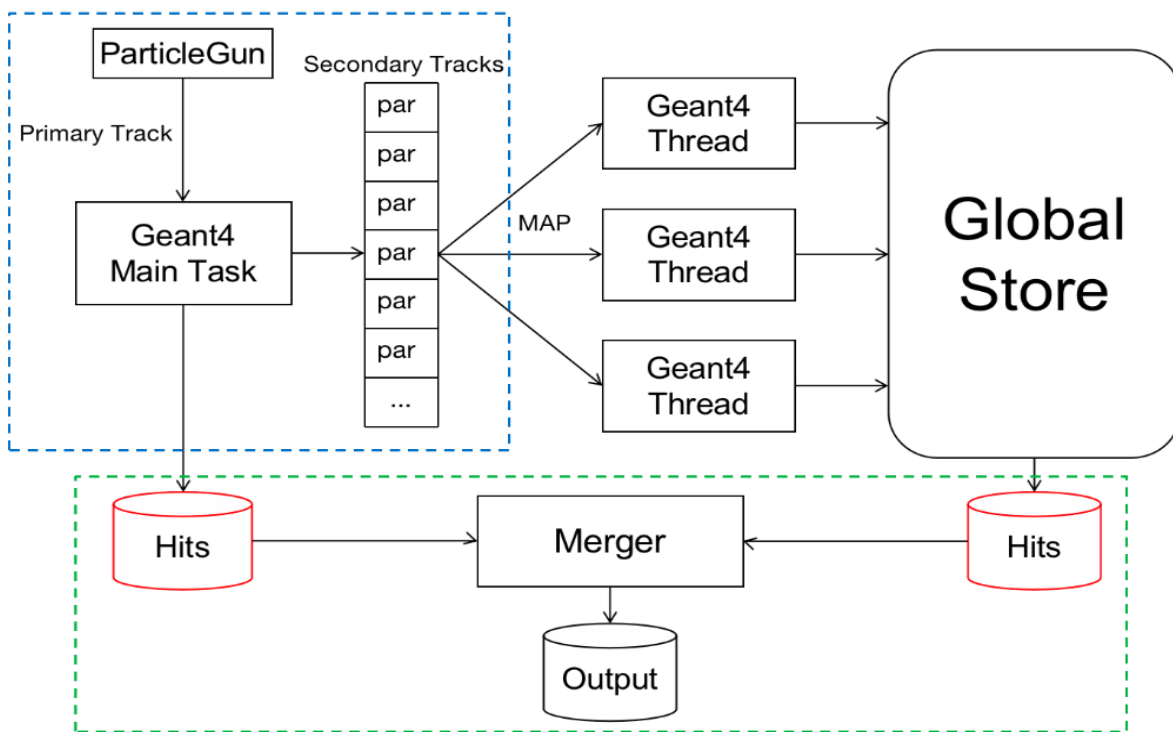 ParticleGun
Secondary Tracks
Primary Track
Geant4
Main Task
par
par
par
par
par
par
...
MAP
Geant4
Thread
Geant4
Thread
Geant4
Thread
Global
Store
Hits
Merger
Hits
Output